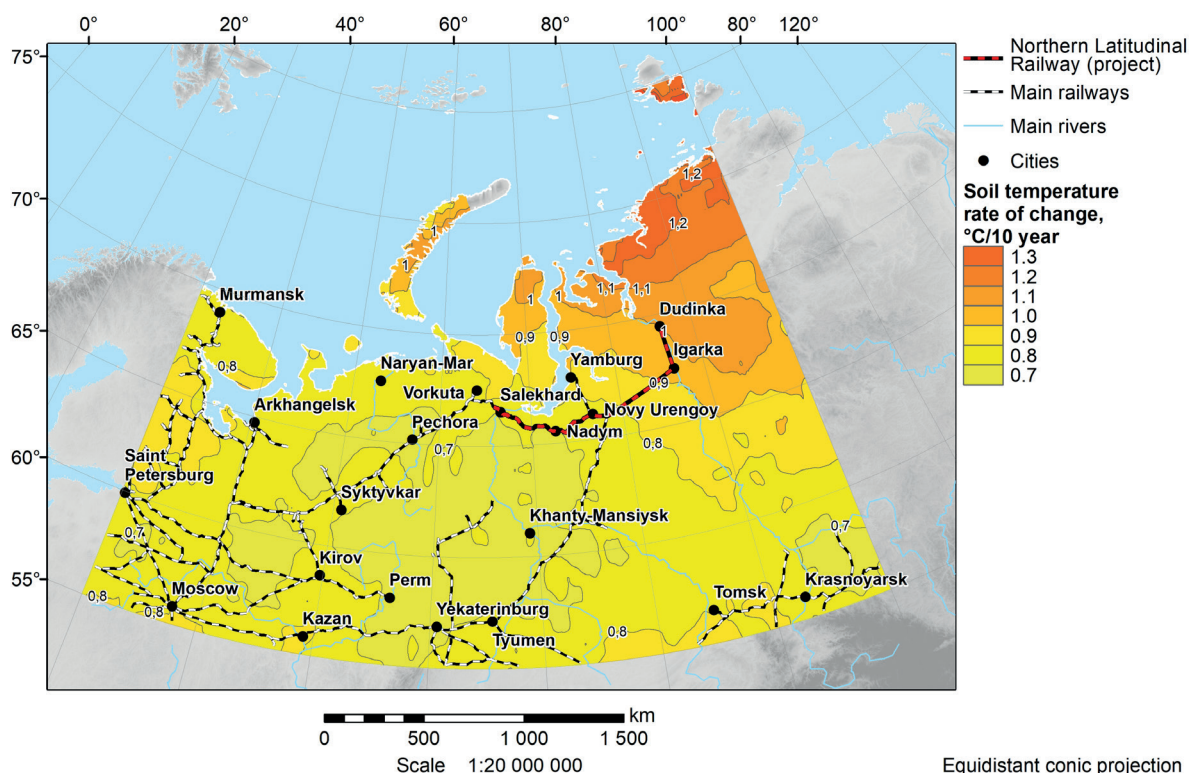 0° 20° 40° 60° 80° 100° 80° 120°
75°
70°
65°
60°
55°
Northern Latitudinal
Railway (project)
Main railways
Main rivers
Cities
Soil temperature
rate of change,
°C/10 year
1.3
1.2
1.1
1.0
0.9
0.8
0.7
1,2
1,2
1
1
1
1
1,1
1,1
0,9
0,9
1
0,9
0,8
0,8
0,7
0,7
0,7
0,8
0,8
0,8
Murmansk
Dudinka
Igarka
Naryan-Mar
Yamburg
Vorkuta
Salekhard
Arkhangelsk
Novy Urengoy
Pechora
Nadym
Saint
Petersburg
Syktyvkar
Khanty-Mansiysk
Kirov
Perm
Moscow
Tomsk
Krasnoyarsk
Kazan
Yekaterinburg
Tyumen
km
0 500 1 000 1 500
Scale 1:20 000 000
Equidistant conic projection